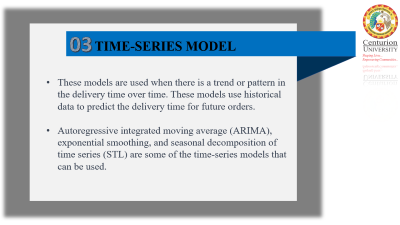 03 TIME-SERIES MODEL
Centurion
UNIVERSITY
• These models are used when there is a trend or pattern in
the delivery time over time. These models use historical
data to predict the delivery time for future orders.
• Autoregressive integrated moving average (ARIMA),
exponential smoothing, and seasonal decomposition of
time series (STL) are some of the time-series models that
can be used.